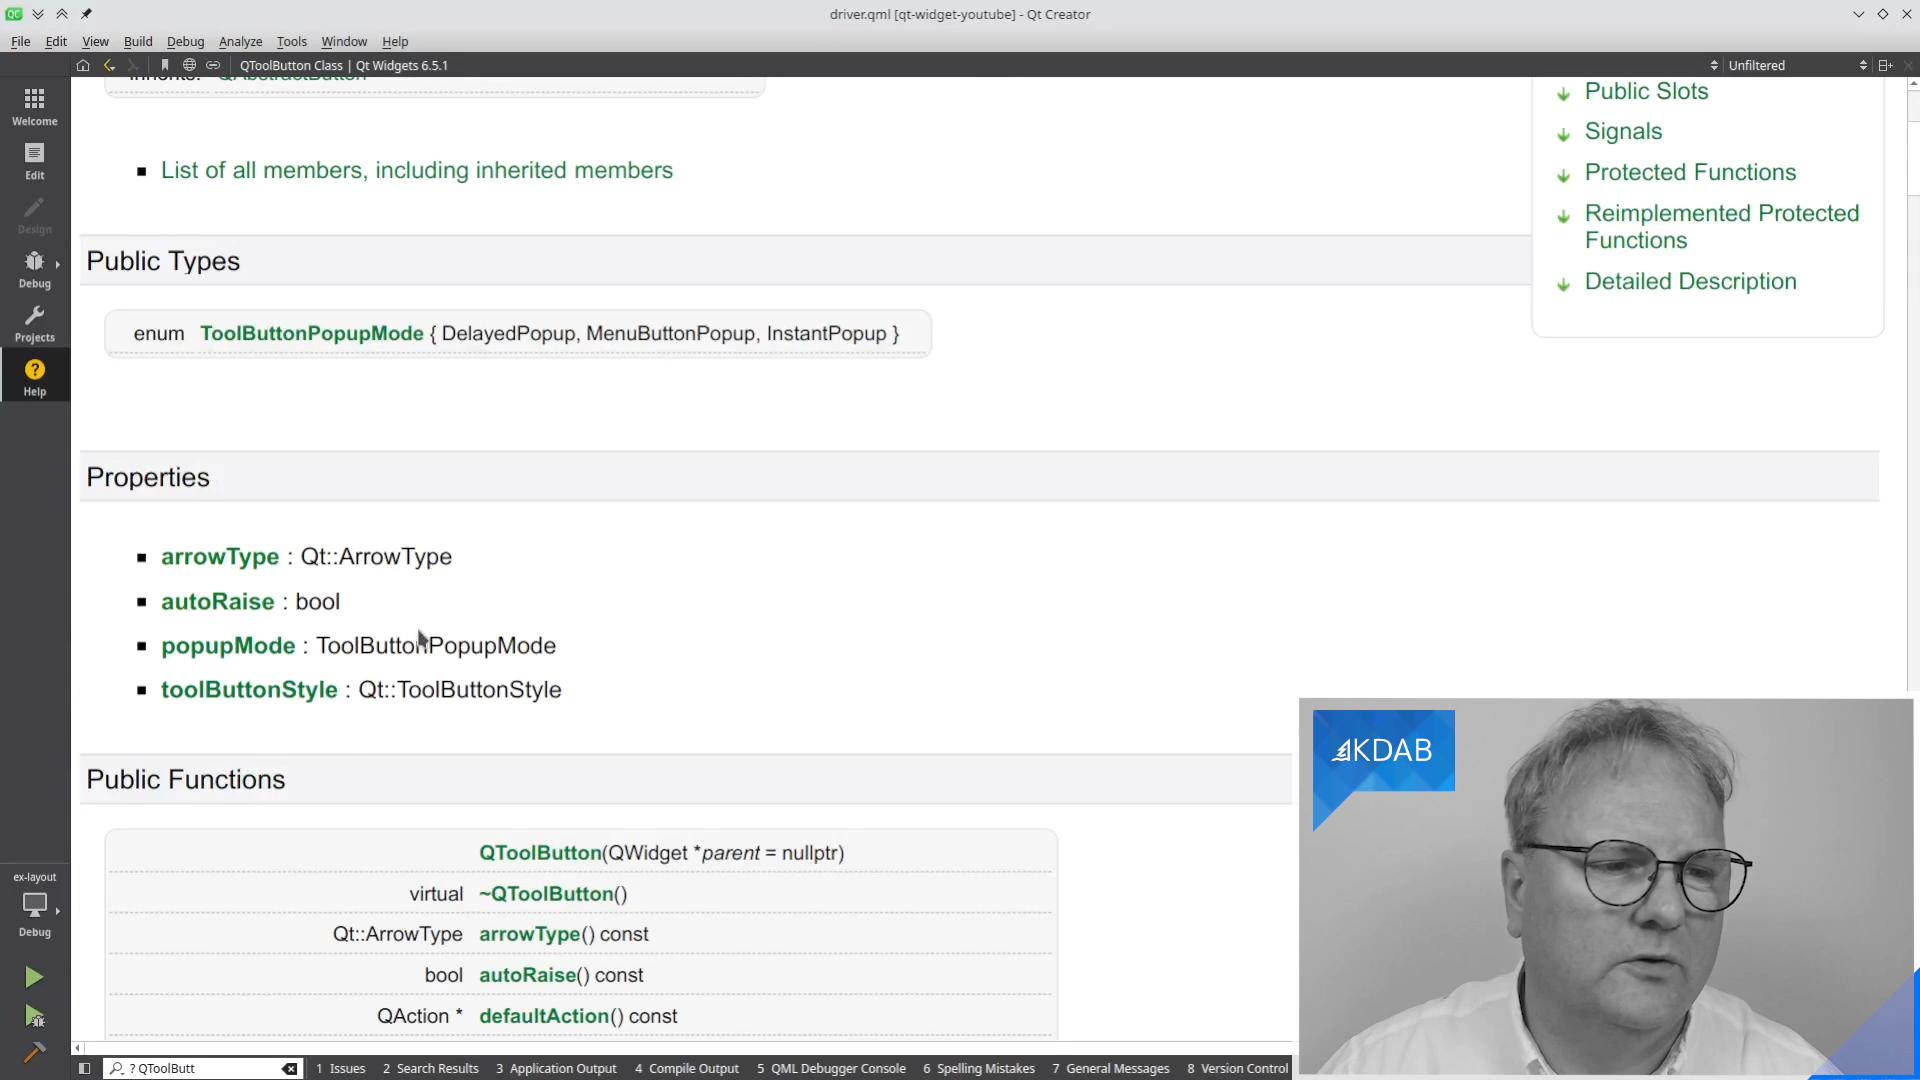 driver.qml [qt-widget-youtube] - Qt Creator
File Edit View Build Debug Analyze Tools Window Help
QToolButton Class | Qt Widgets 6.5.1
Unfiltered
Welcome
Edit
Design
Debug
Projects
Help
ex-layout
Debug
Inherits: QAbstractButton
List of all members, including inherited members
Public Slots
Signals
Protected Functions
Reimplemented Protected
Functions
Detailed Description
Public Types
enum ToolButtonPopupMode { DelayedPopup, MenuButtonPopup, InstantPopup }
Properties
arrowType : Qt::ArrowType
autoRaise : bool
popupMode : ToolButtonPopupMode
toolButtonStyle : Qt::ToolButtonStyle
Public Functions
QToolButton(QWidget *parent = nullptr)
virtual ~QToolButton()
Qt::ArrowType arrowType() const
bool autoRaise() const
QAction * defaultAction() const
KDAB
? QToolButt
1 Issues 2 Search Results 3 Application Output 4 Compile Output 5 QML Debugger Console 6 Spelling Mistakes 7 General Messages 8 Version Control